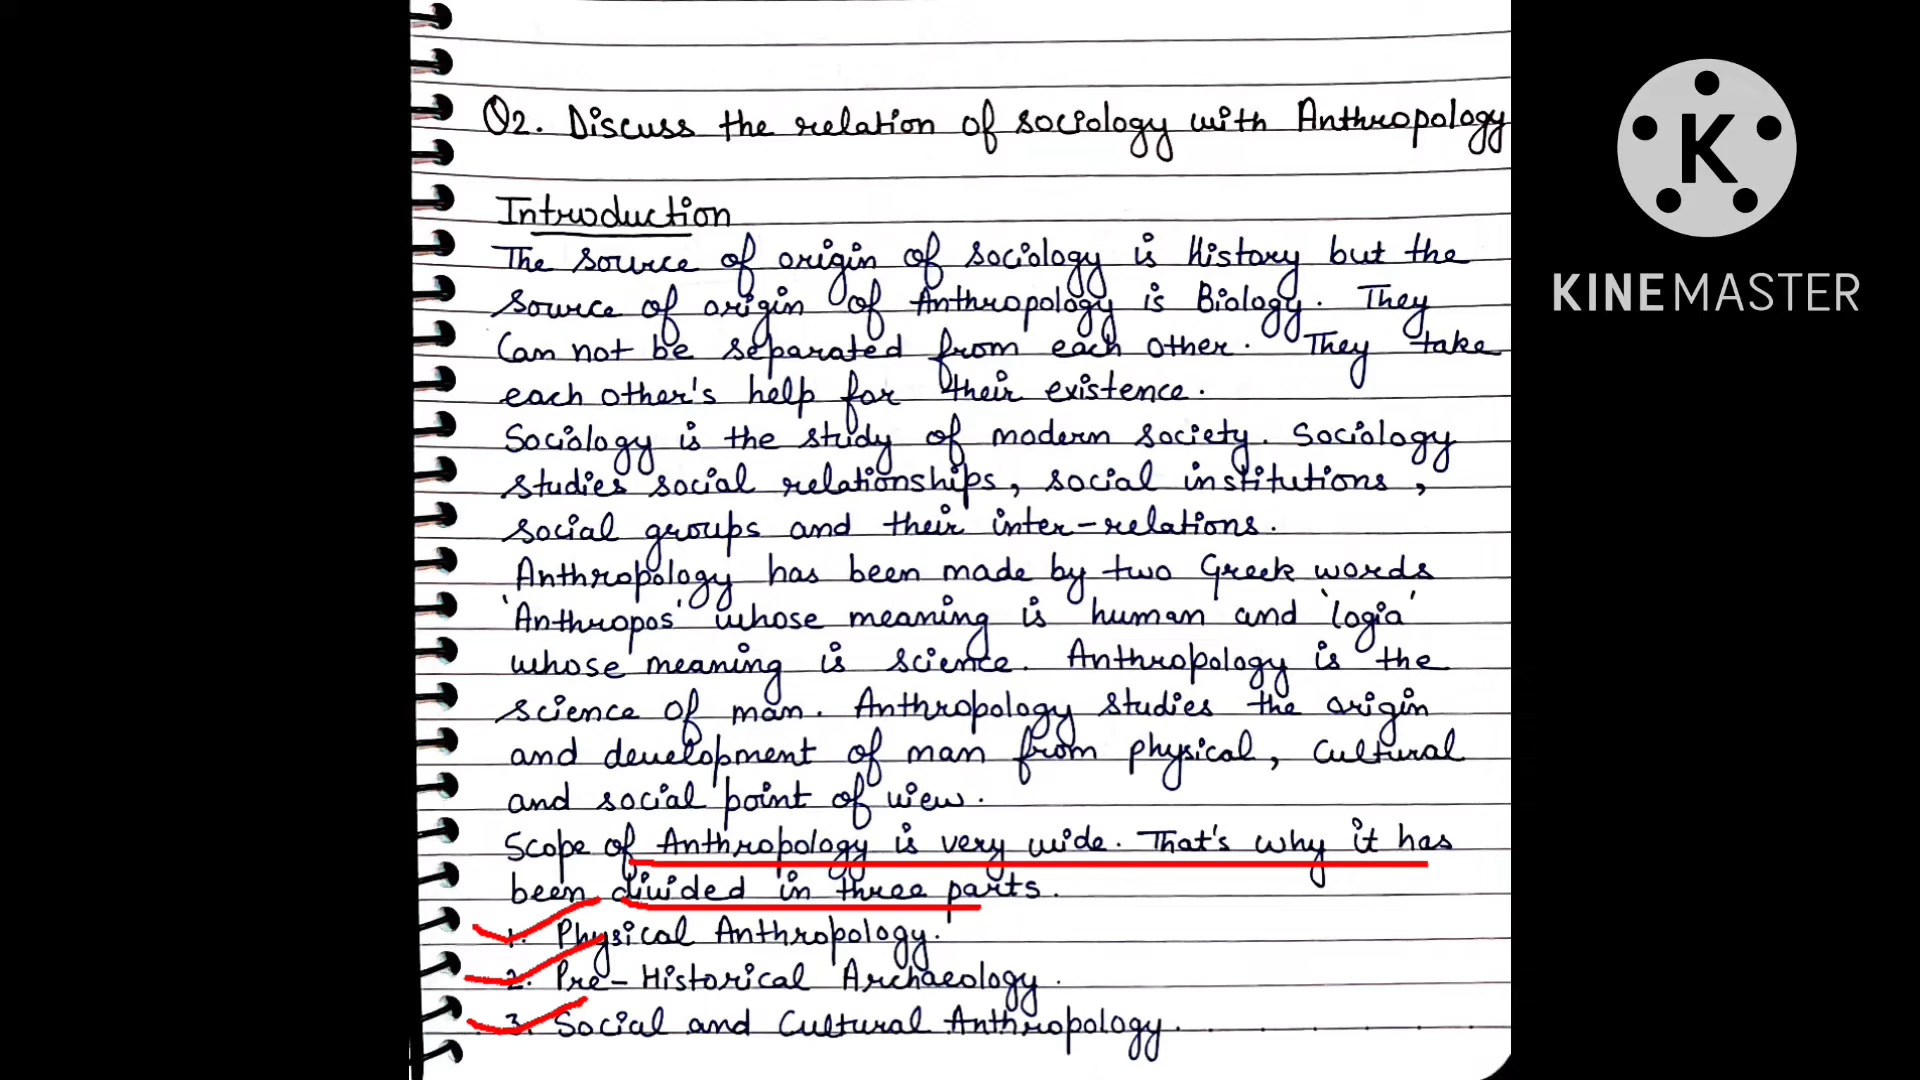 Q2. Discuss the relation of sociology with Anthropology
Introduction
The source of origin of sociology is History but the
source of origin of Anthropology is Biology. They
Can not be separated from each other. They take
each other's help for their existence.
Sociology is the study of modern society. Sociology
studies social relationships, social institutions,
social groups and their inter-relations.
Anthropology has been made by two Greek words
'Anthropos' whose meaning is human and 'logia'
whose meaning is science. Anthropology is the
science of man. Anthropology studies the origin
and development of man from physical, Cultural
and social point of view.
Scope of Anthropology is very wide. That's why it has
been divided in three parts.
1. Physical Anthropology.
2. Pre-Historical Archaeology.
3. Social and Cultural Anthropology.
K
KINEMASTER